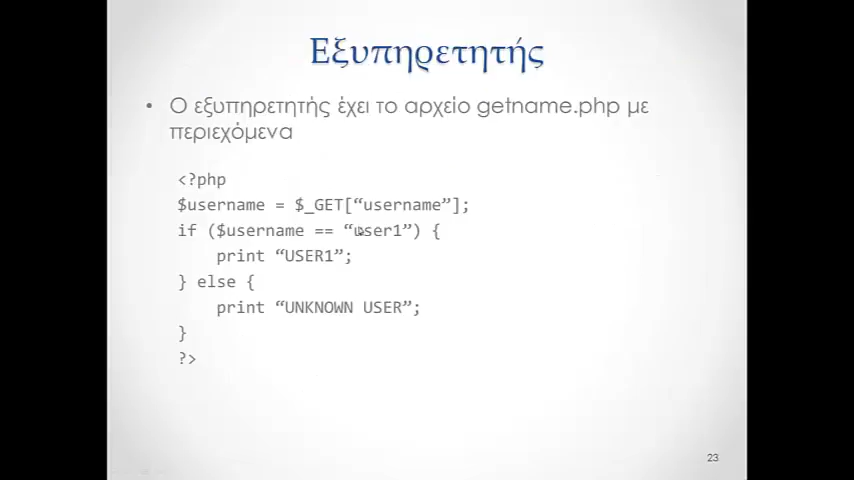 Εξυπηρετητής
• Ο εξυπηρετητής έχει το αρχείο getname.php με
περιεχόμενα
<?php
$username = $_GET[“username”];
if ($username == “user1”) {
    print “USER1”;
} else {
    print “UNKNOWN USER”;
}
?>
23